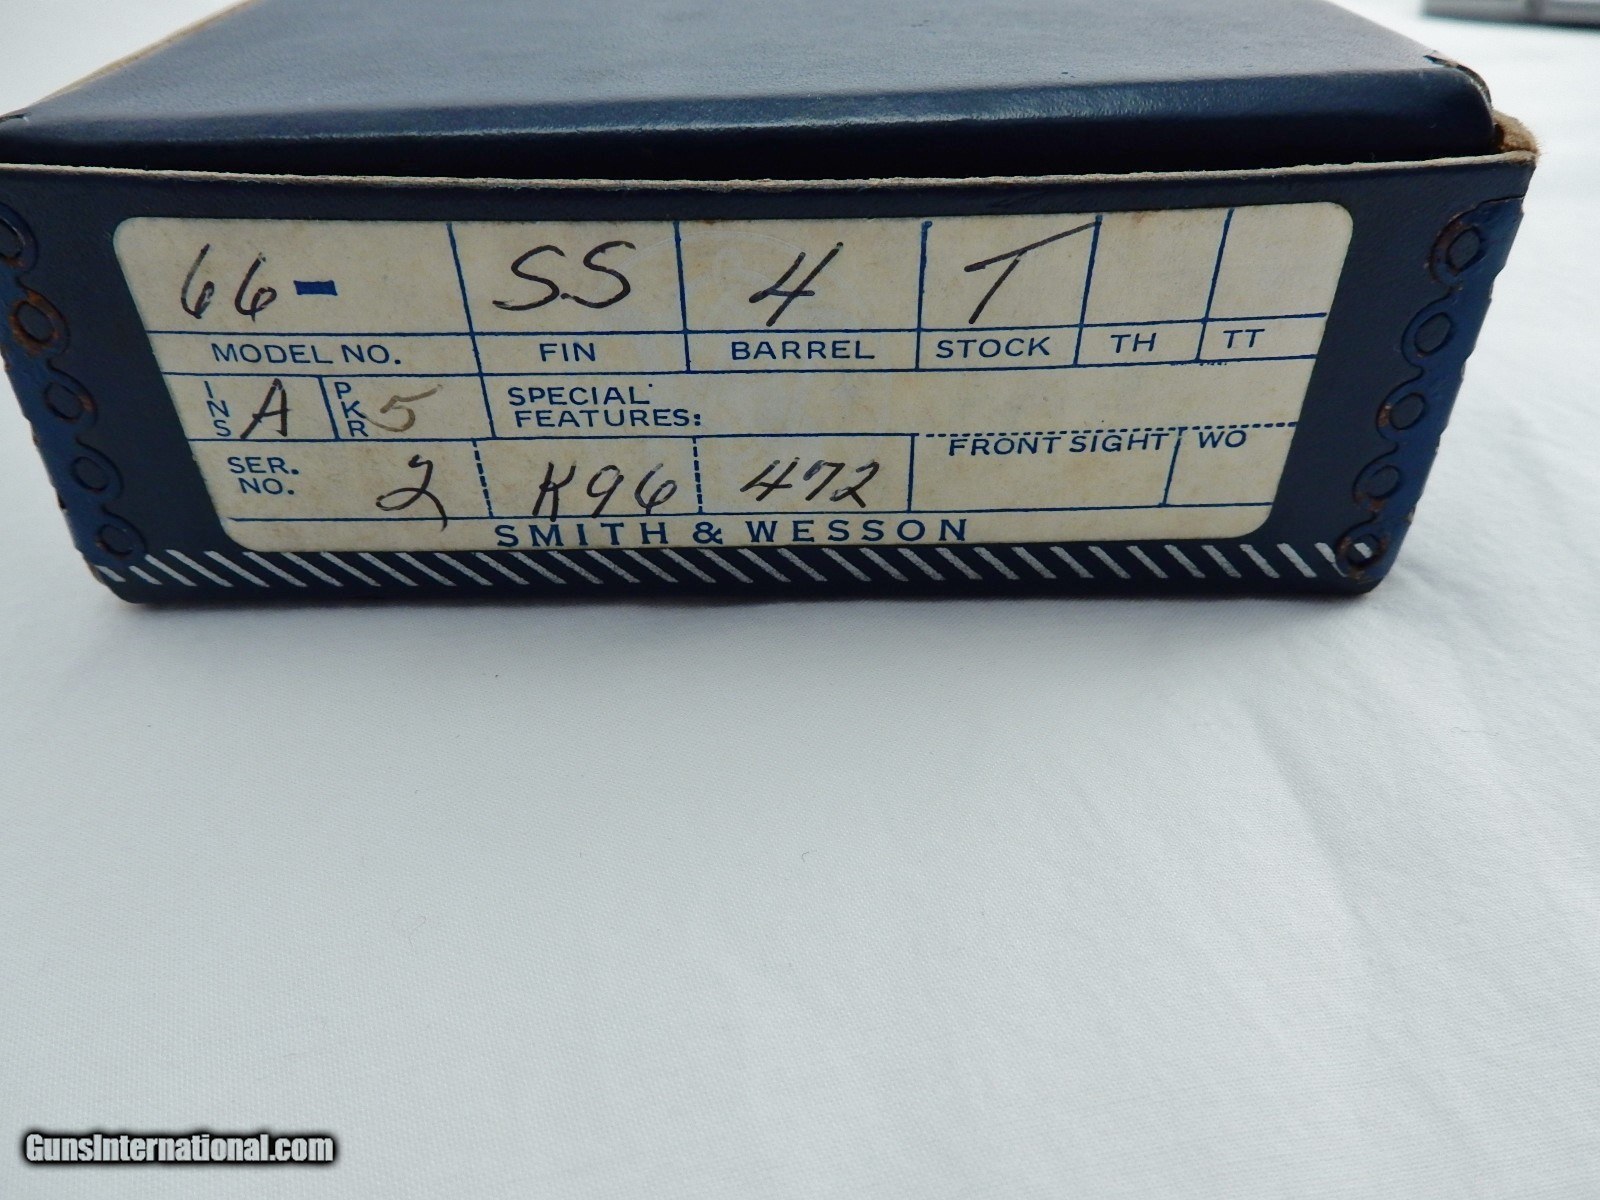 66- S.S 4 T
MODEL NO. FIN BARREL STOCK TH TT
INS A PKR 5 SPECIAL FEATURES:
FRONT SIGHT WO
SER. NO. 2 K96 472
SMITH & WESSON
GunsInternational.com